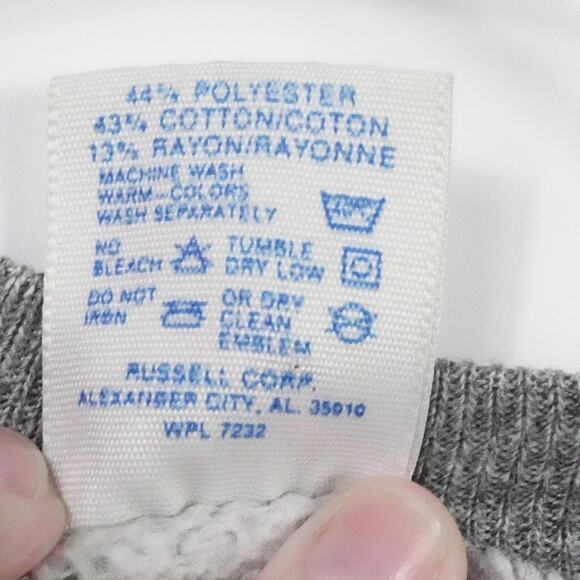 44% POLYESTER
43% COTTON/COTON
13% RAYON/RAYONNE
MACHINE WASH
WARM-COLORS
WASH SEPARATELY
NO BLEACH
TUMBLE DRY LOW
DO NOT IRON
OR DRY CLEAN EMBLEM
RUSSELL CORP.
ALEXANDER CITY, AL. 35010
WPL 7232